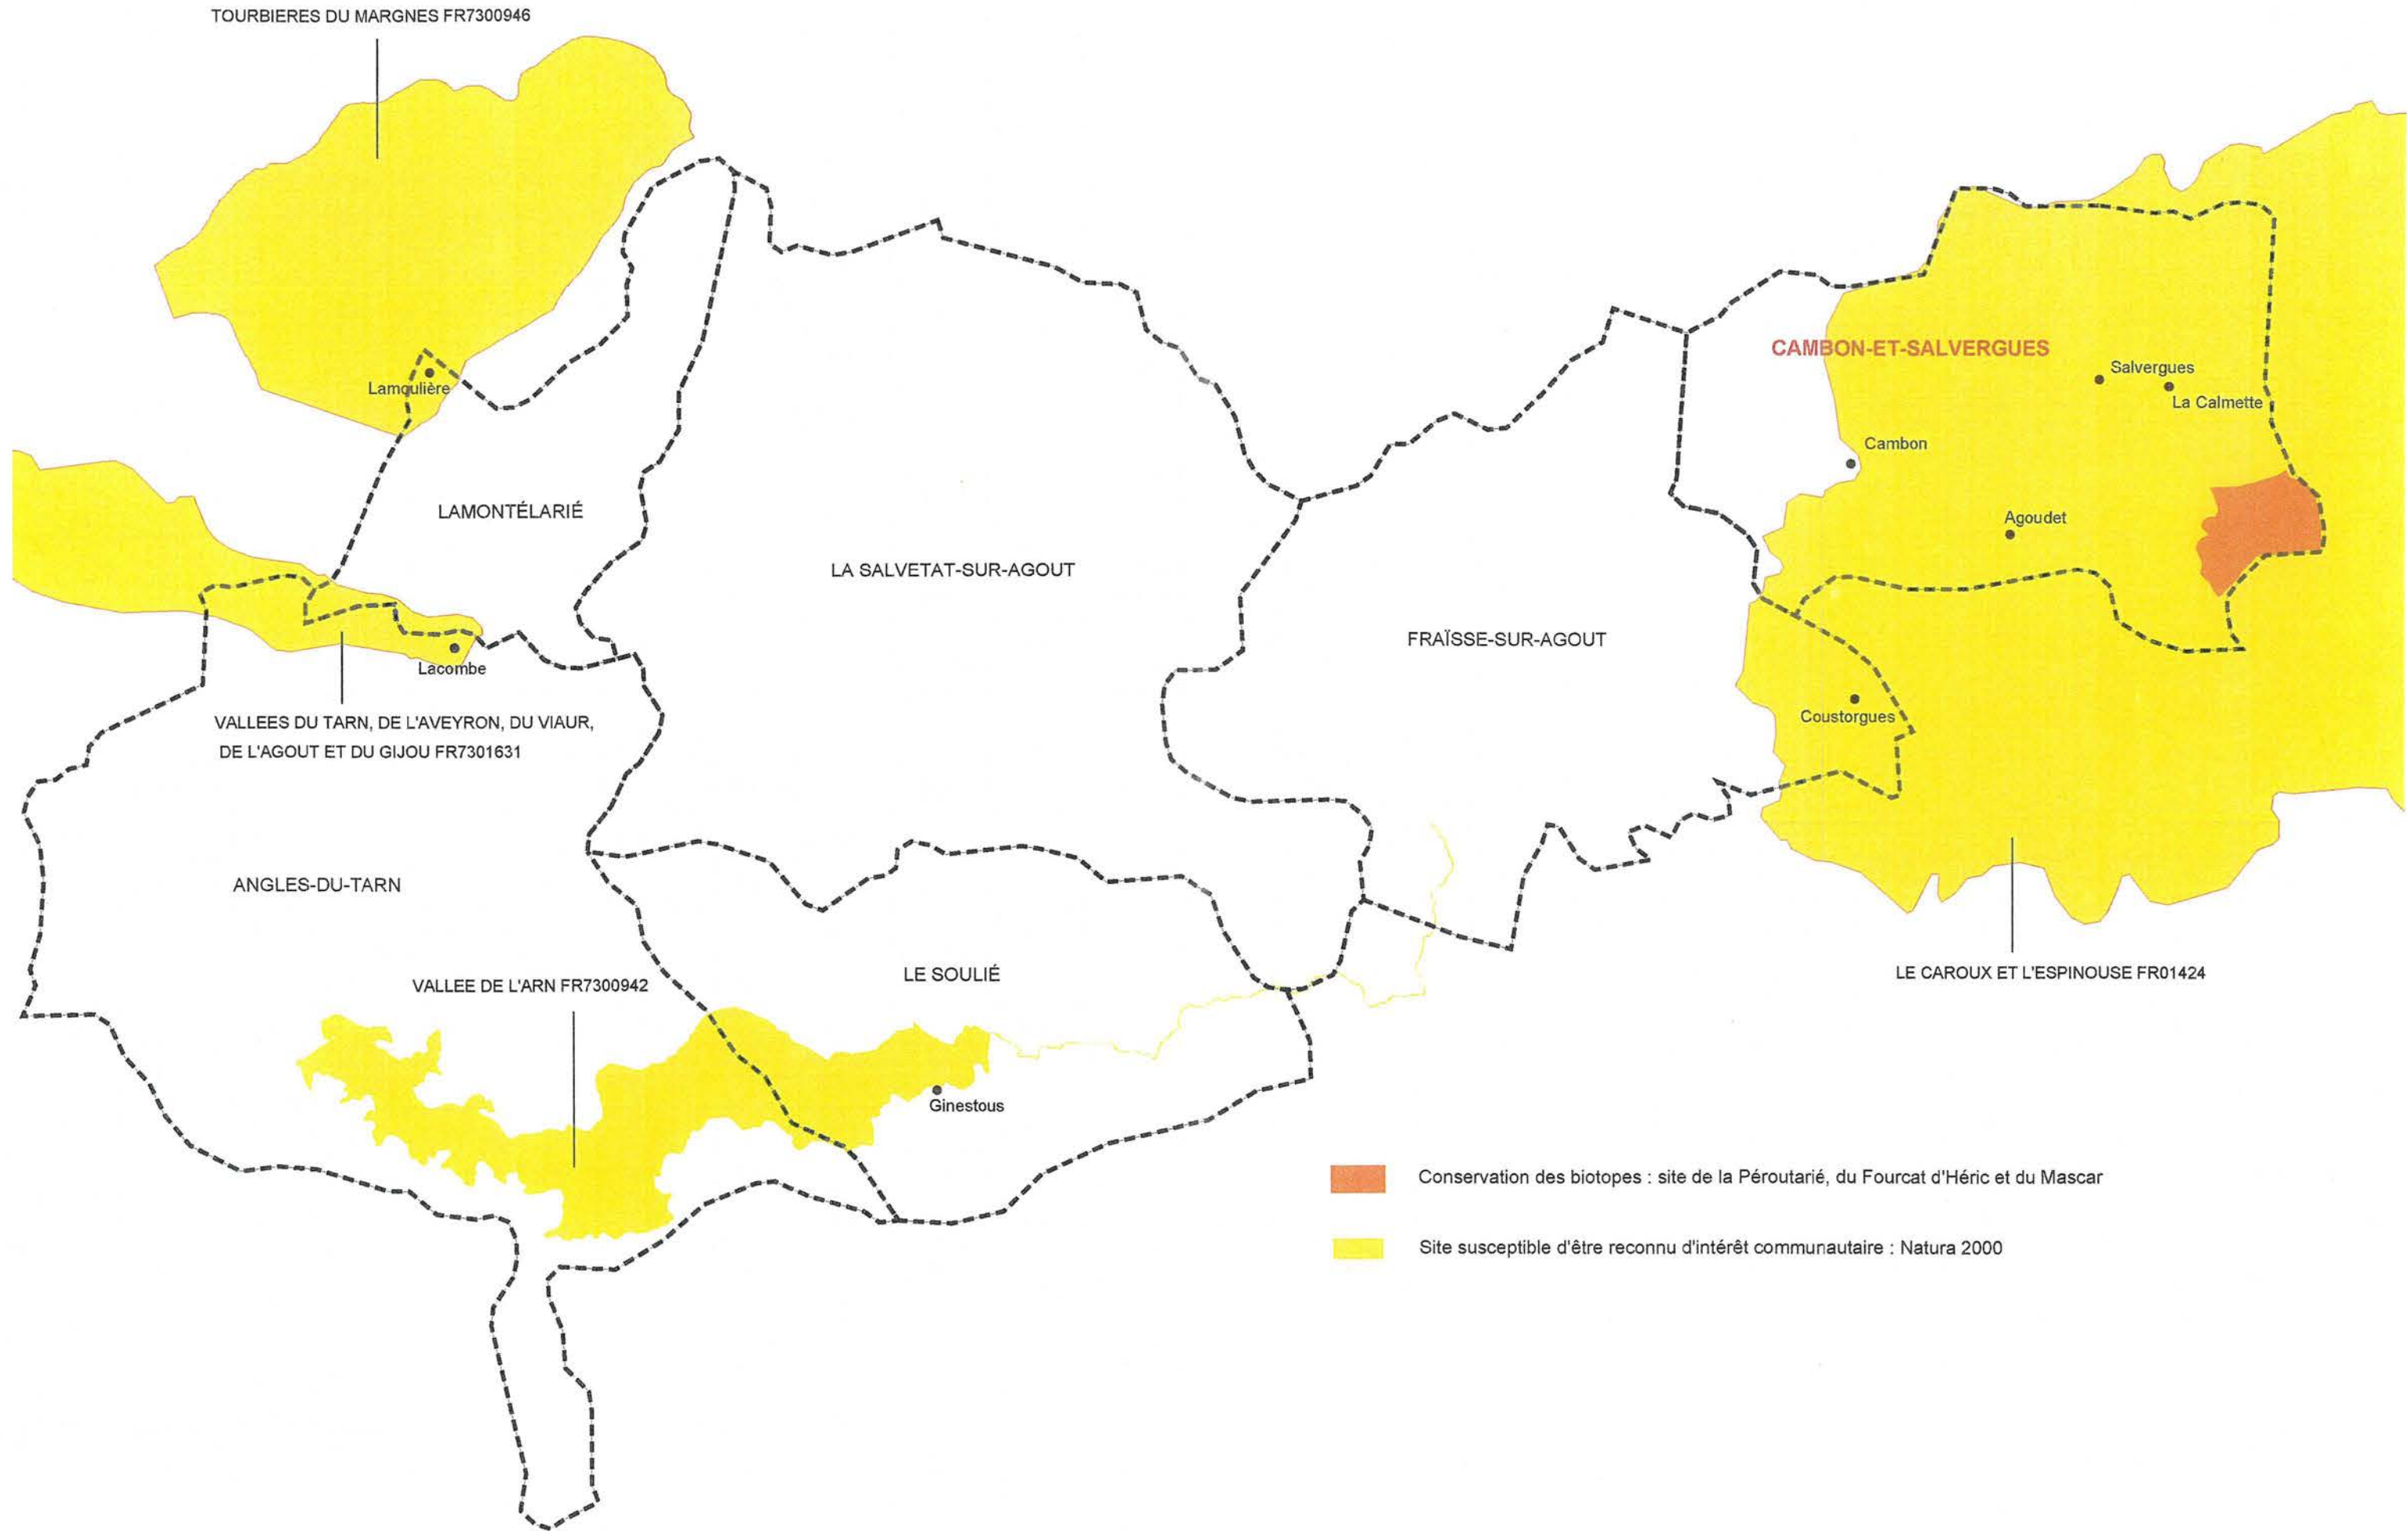 TOURBIERES DU MARGNES FR7300946
CAMBON-ET-SALVERGUES
Salvergues
La Calmette
Lamoulière
Cambon
LAMONTÉLARIÉ
Agoudet
LA SALVETAT-SUR-AGOUT
FRAÏSSE-SUR-AGOUT
Lacombe
VALLEES DU TARN, DE L'AVEYRON, DU VIAUR,
DE L'AGOUT ET DU GIJOU FR7301631
Coustorgues
ANGLES-DU-TARN
LE SOULIÉ
VALLEE DE L'ARN FR7300942
LE CAROUX ET L'ESPINOUSE FR01424
Ginestous
Conservation des biotopes : site de la Péroutarié, du Fourcat d'Héric et du Mascar
Site susceptible d'être reconnu d'intérêt communautaire : Natura 2000